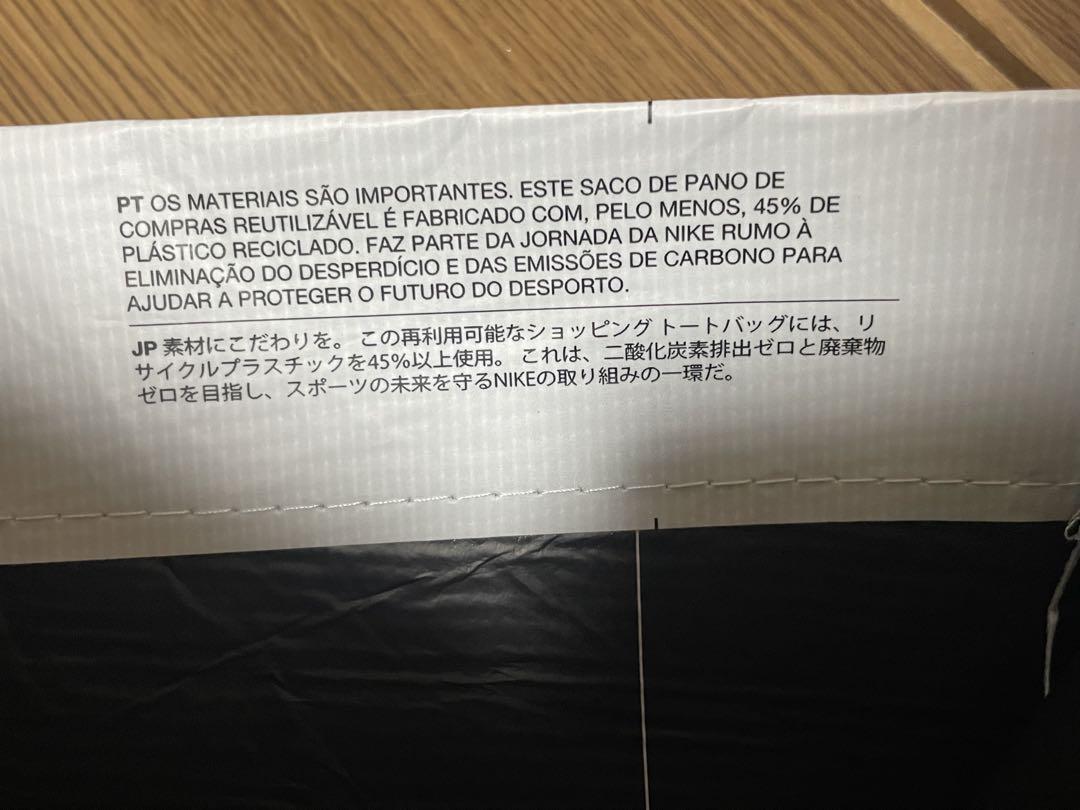 PT OS MATERIAIS SÃO IMPORTANTES. ESTE SACO DE PANO DE
COMPRAS REUTILIZÁVEL É FABRICADO COM, PELO MENOS, 45% DE
PLÁSTICO RECICLADO. FAZ PARTE DA JORNADA DA NIKE RUMO À
ELIMINAÇÃO DO DESPERDÍCIO E DAS EMISSÕES DE CARBONO PARA
AJUDAR A PROTEGER O FUTURO DO DESPORTO.
JP 素材にこだわりを。 この再利用可能なショッピング トートバッグには、リ
サイクルプラスチックを45%以上使用。 これは、二酸化炭素排出ゼロと廃棄物
ゼロを目指し、スポーツの未来を守るNIKEの取り組みの一環だ。